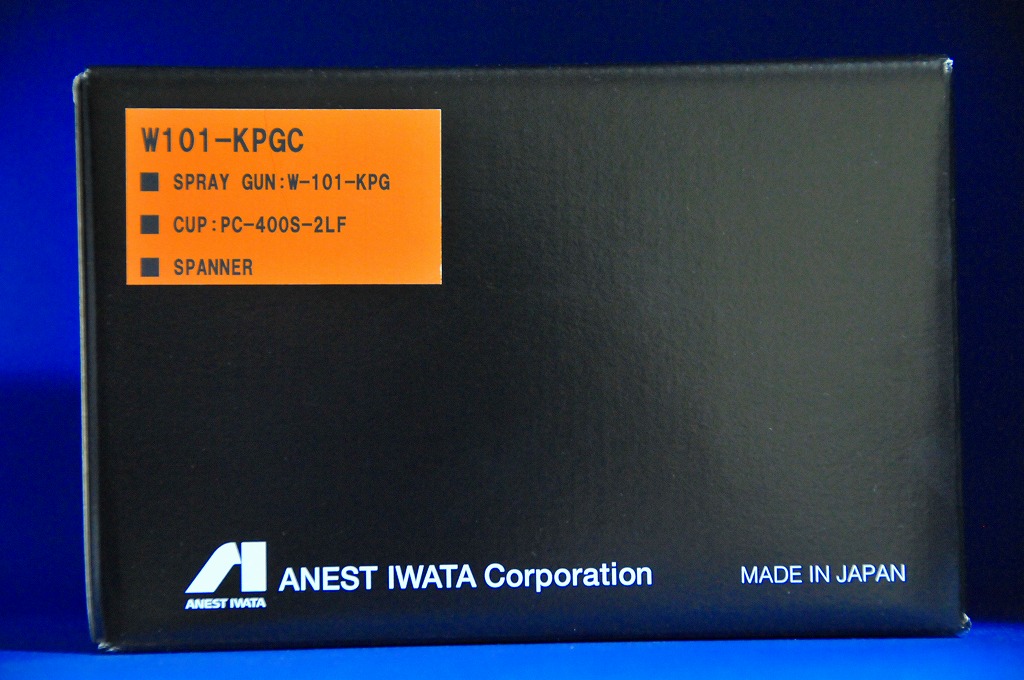 W101-KPGC
■ SPRAY GUN:W-101-KPG
■ CUP:PC-400S-2LF
■ SPANNER
ANEST IWATA
ANEST IWATA Corporation
MADE IN JAPAN